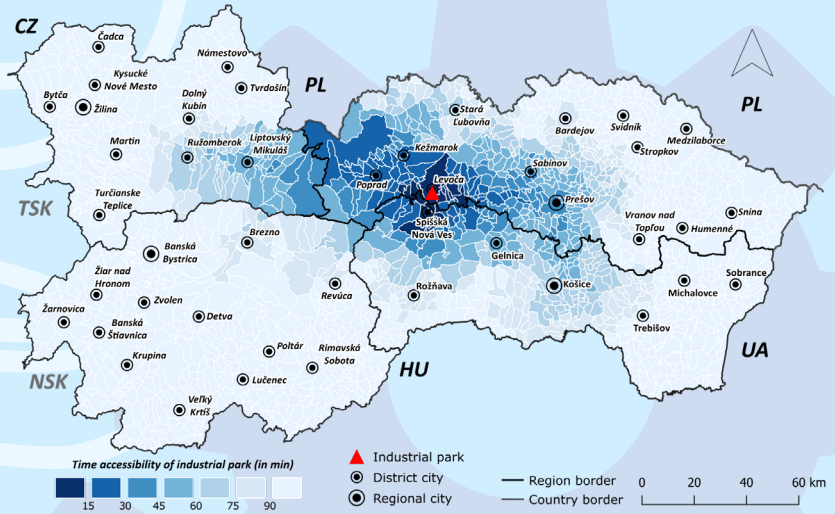 CZ
Čadca
Námestovo
Kysucké
Nové Mesto
Tvrdošín
PL
Bytča
Žilina
Dolný
Kubín
PL
Stará
Ľubovňa
Bardejov
Svidník
Medzilaborce
Stropkov
Martin
Ružomberok
Liptovský
Mikuláš
Kežmarok
Poprad
Levoča
Sabinov
Prešov
TSK
Turčianske
Teplice
Spišská
Nová Ves
Vranov nad
Topľou
Humenné
Snina
Brezno
Banská
Bystrica
Gelnica
Žiar nad
Hronom
Revúca
Rožňava
Košice
Michalovce
Sobrance
Žarnovica
Zvolen
Banská
Štiavnica
Detva
Trebišov
Krupina
Poltár
Rimavská
Sobota
UA
NSK
HU
Lučenec
Veľký
Krtíš
Time accessibility of industrial park (in min)
15 30 45 60 75 90
Industrial park
District city
Regional city
Region border
Country border
0 20 40 60 km